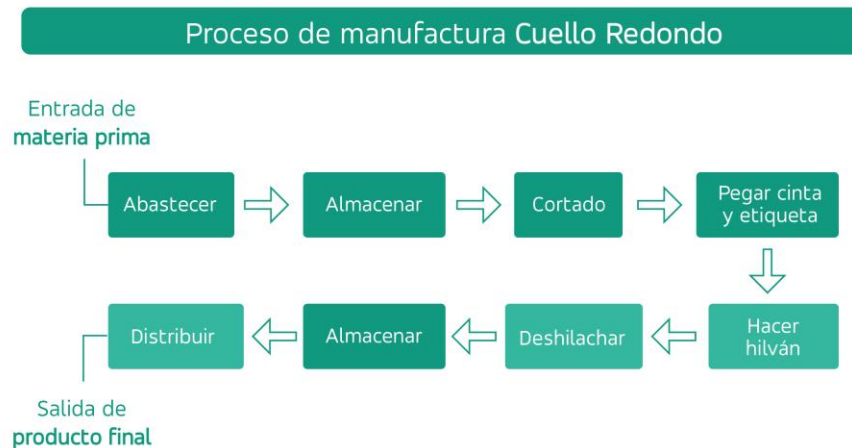 Proceso de manufactura Cuello Redondo
Entrada de
materia prima
Abastecer
Almacenar
Cortado
Pegar cinta
y etiqueta
Distribuir
Almacenar
Deshilachar
Hacer
hilván
Salida de
producto final